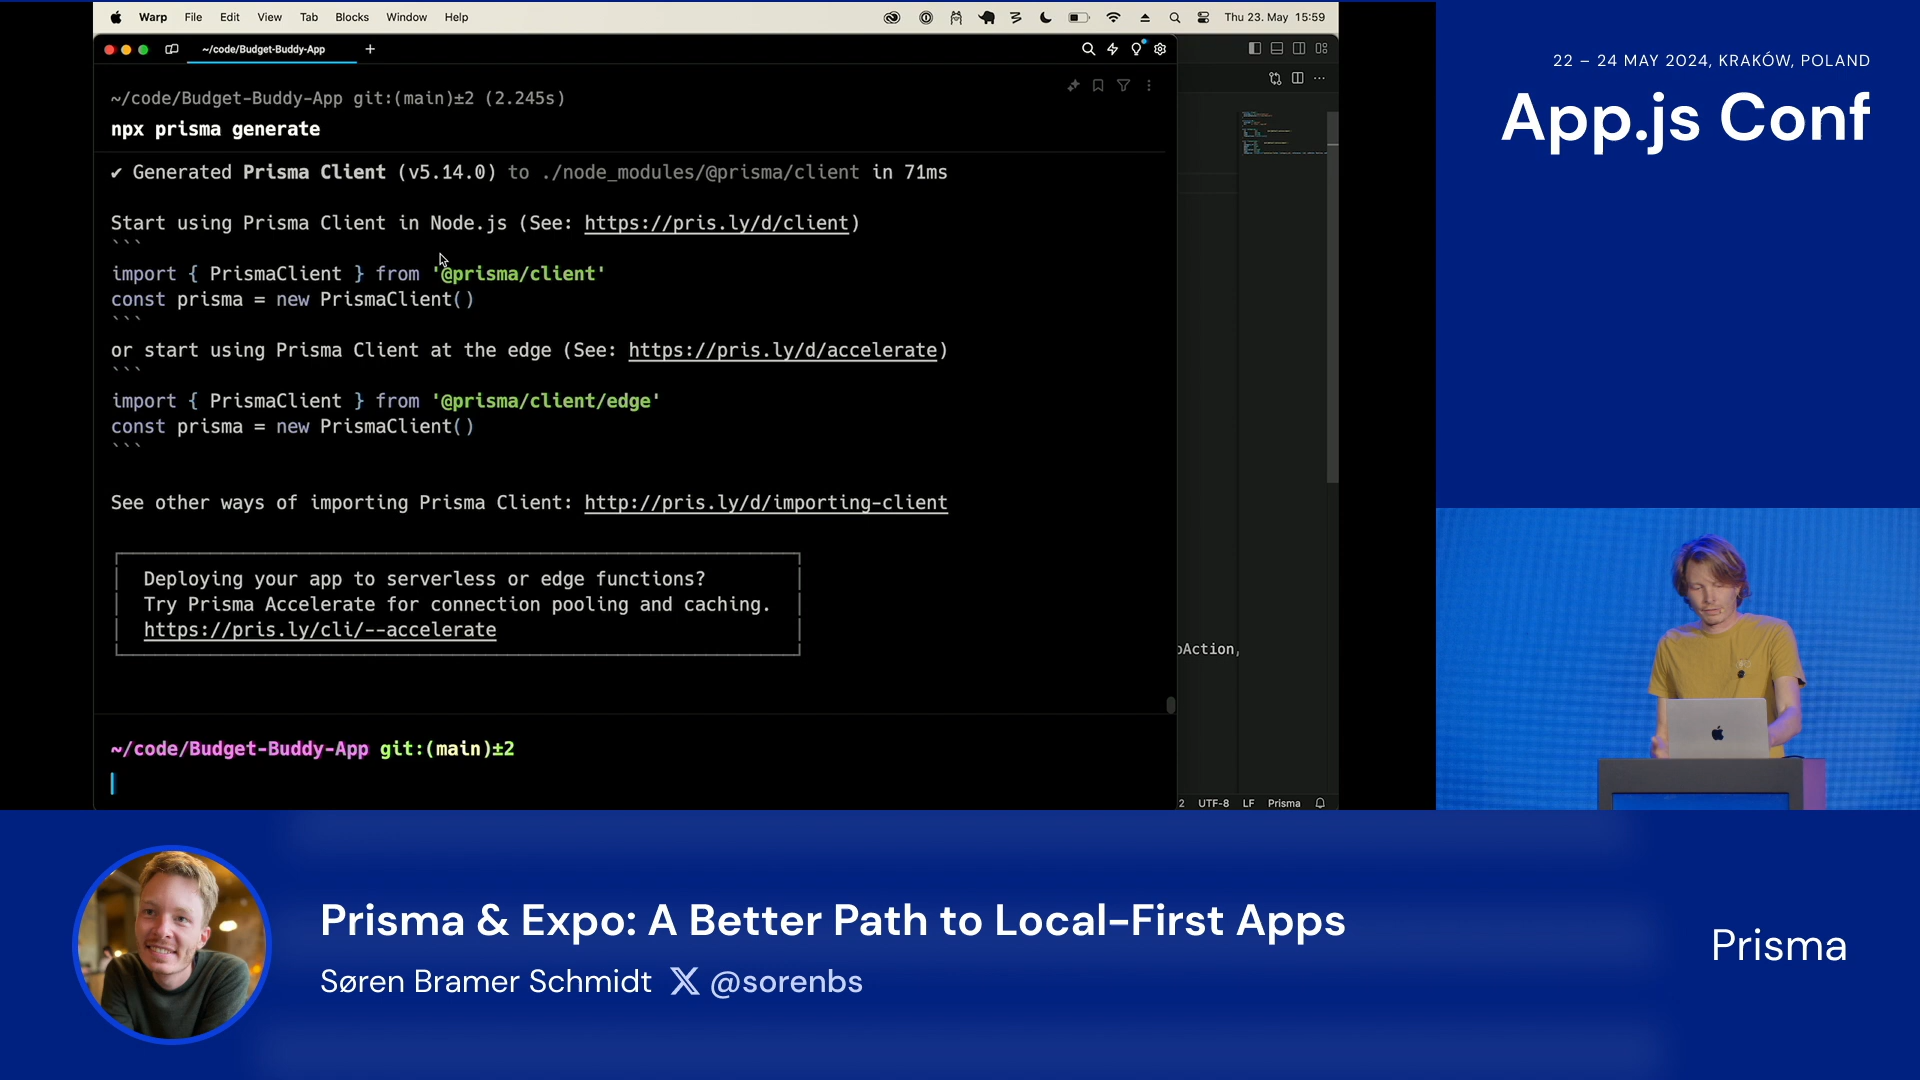 Warp File Edit View Tab Blocks Window Help
Thu 23. May 15:59
~/code/Budget-Buddy-App
~/code/Budget-Buddy-App git:(main)±2 (2.245s)
npx prisma generate
✔ Generated Prisma Client (v5.14.0) to ./node_modules/@prisma/client in 71ms
Start using Prisma Client in Node.js (See: https://pris.ly/d/client)
```
import { PrismaClient } from '@prisma/client'
const prisma = new PrismaClient()
```
or start using Prisma Client at the edge (See: https://pris.ly/d/accelerate)
```
import { PrismaClient } from '@prisma/client/edge'
const prisma = new PrismaClient()
```
See other ways of importing Prisma Client: http://pris.ly/d/importing-client
Deploying your app to serverless or edge functions?
Try Prisma Accelerate for connection pooling and caching.
https://pris.ly/cli/--accelerate
~/code/Budget-Buddy-App git:(main)±2
oAction,
2 UTF-8 LF Prisma
22 – 24 MAY 2024, KRAKÓW, POLAND
App.js Conf
Prisma & Expo: A Better Path to Local-First Apps
Søren Bramer Schmidt X @sorenbs
Prisma